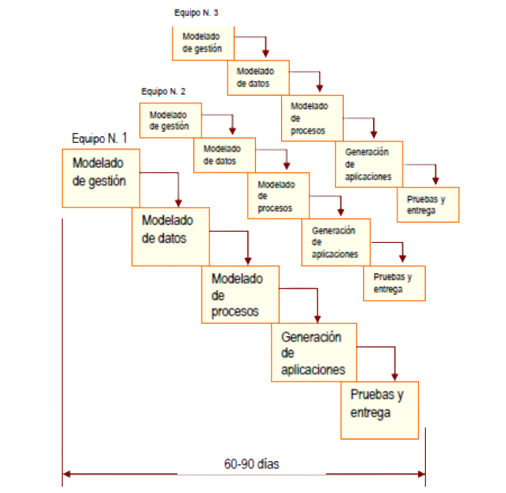 Equipo N. 3
Modelado
de gestión
Modelado
de datos
Modelado
de
procesos
Generación
de
aplicaciones
Pruebas y
entrega
Equipo N. 2
Modelado
de gestión
Modelado
de datos
Modelado
de
procesos
Generación
de
aplicaciones
Pruebas y
entrega
Equipo N. 1
Modelado
de gestión
Modelado
de datos
Modelado
de
procesos
Generación
de
aplicaciones
Pruebas y
entrega
60-90 días